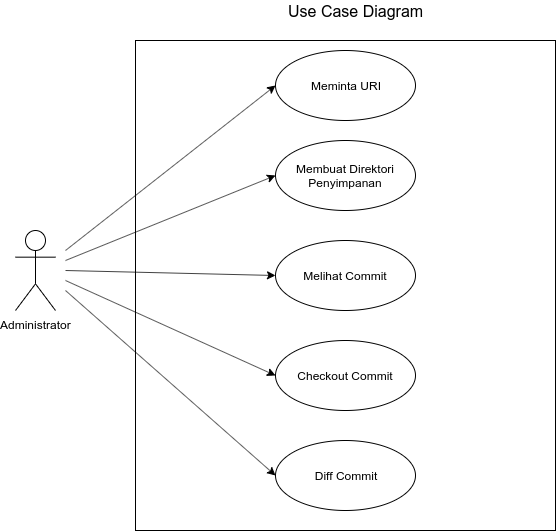 Use Case Diagram
Meminta URI
Membuat Direktori
Penyimpanan
Melihat Commit
Administrator
Checkout Commit
Diff Commit